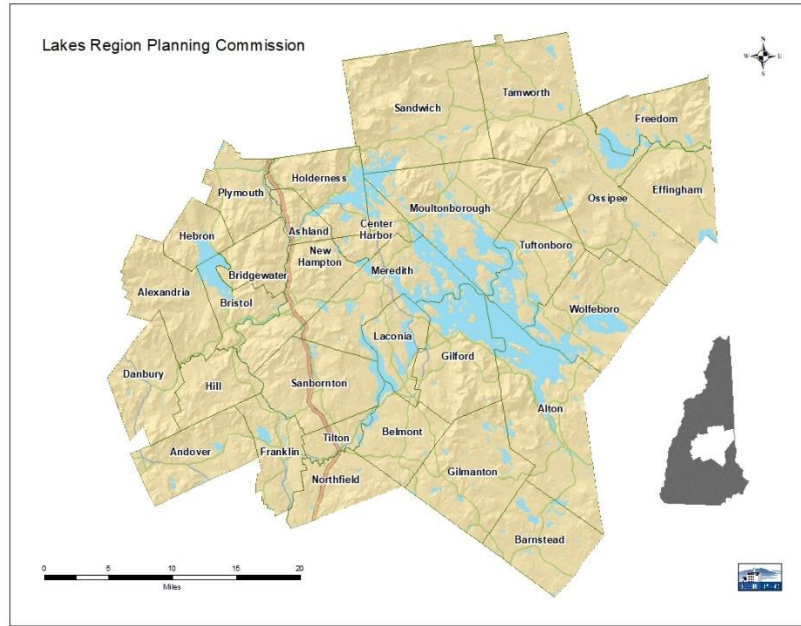 Lakes Region Planning Commission
N
W
E
S
Tamworth
Sandwich
Freedom
Holderness
Plymouth
Effingham
Ossipee
Moultonborough
Center
Harbor
Ashland
Hebron
Tuftonboro
New
Hampton
Bridgewater
Meredith
Alexandria
Bristol
Wolfeboro
Laconia
Gilford
Danbury
Hill
Sanbornton
Alton
Tilton
Belmont
Andover
Franklin
Gilmanton
Northfield
Barnstead
0 5 10 15 20
Miles
L R P C